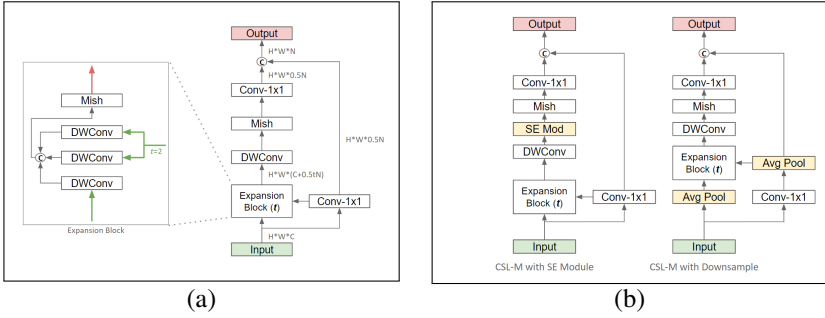 Output
H*W*N
C
H*W*0.5N
Conv-1x1
Mish
H*W*0.5N
DWConv
H*W*(C+0.5tN)
Expansion
Block (t)
Conv-1x1
H*W*C
Input
Mish
DWConv
DWConv
t=2
C
DWConv
Expansion Block
(a)
Output
C
Conv-1x1
Mish
SE Mod
DWConv
Expansion
Block (t)
Conv-1x1
Input
CSL-M with SE Module
Output
C
Conv-1x1
Mish
DWConv
Expansion
Block (t)
Avg Pool
Avg Pool
Conv-1x1
Input
CSL-M with Downsample
(b)